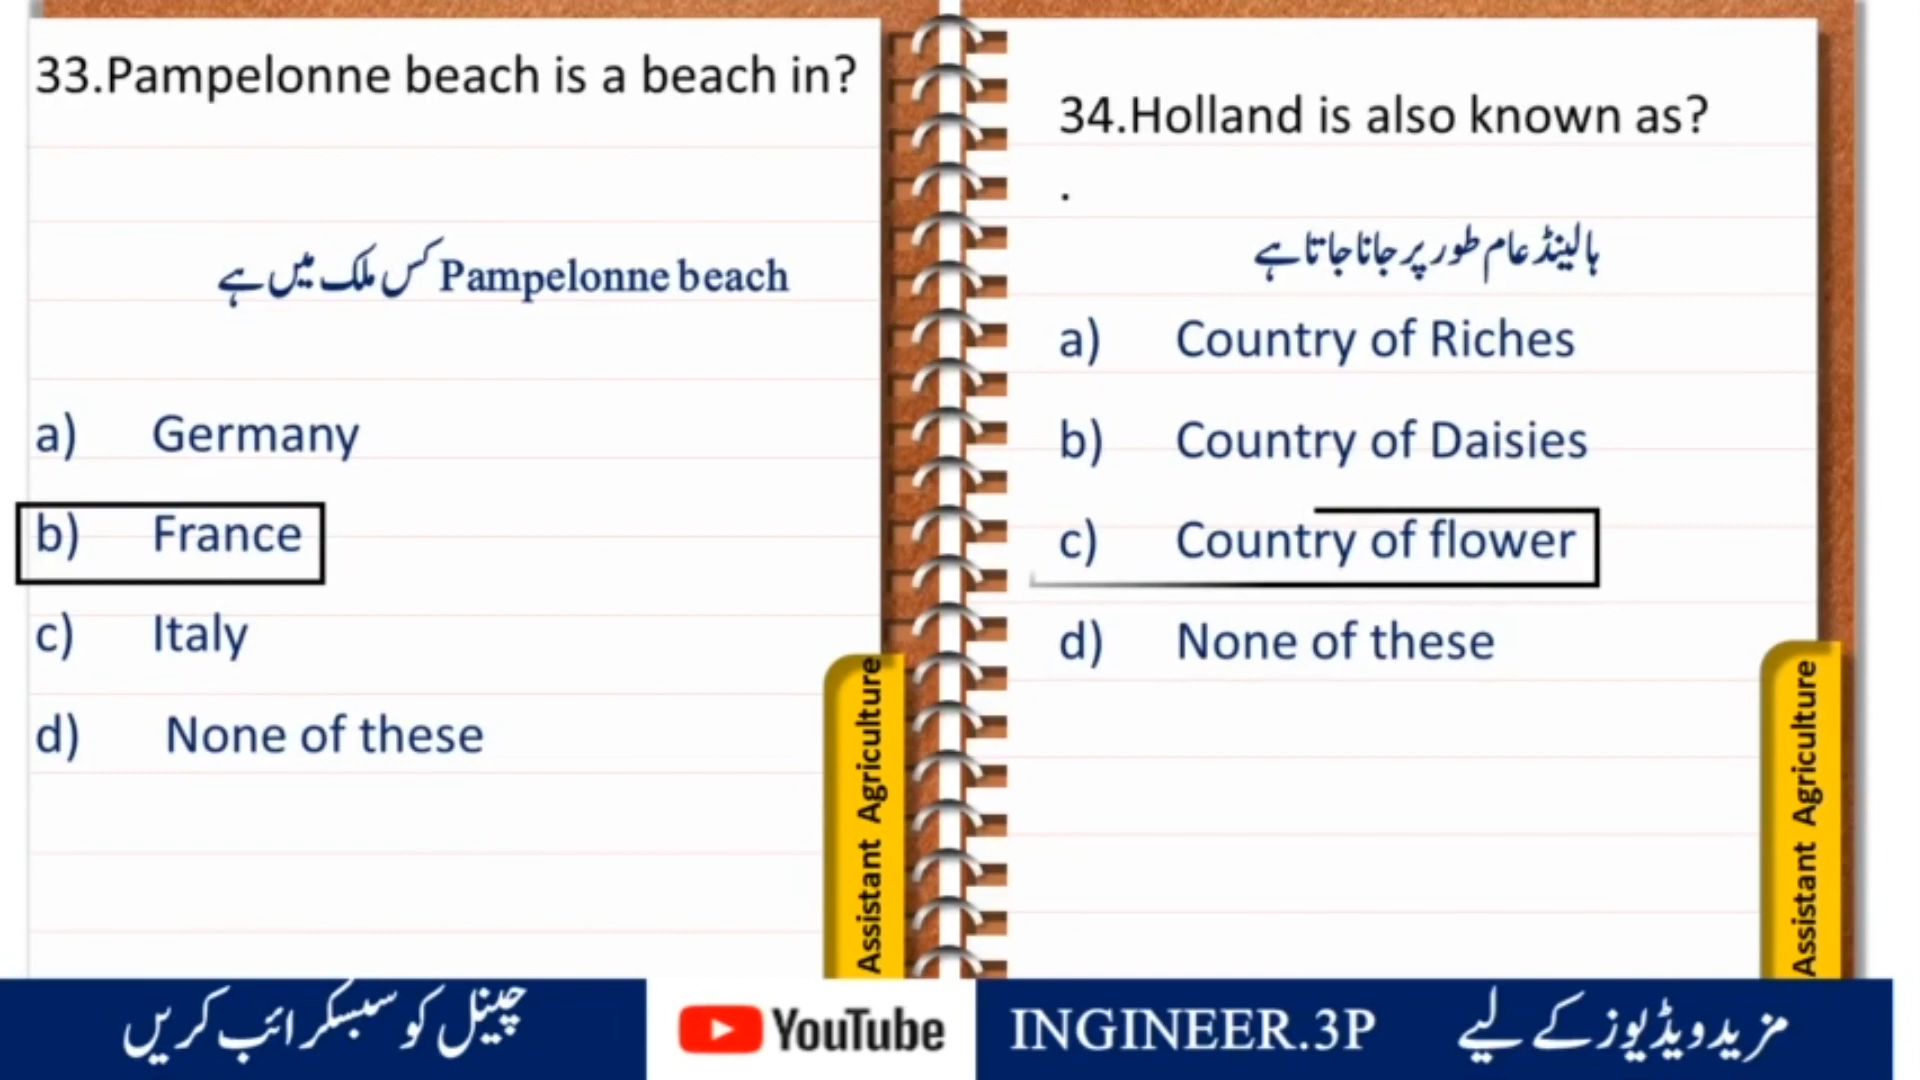 33.Pampelonne beach is a beach in?
Pampelonne beach کس ملک میں ہے
a) Germany
b) France
c) Italy
d) None of these
Assistant Agriculture
34.Holland is also known as?
.
ہالینڈ عام طور پر جانا جاتا ہے
a) Country of Riches
b) Country of Daisies
c) Country of flower
d) None of these
Assistant Agriculture
چینل کو سبسکرائب کریں
YouTube
INGINEER.3P
مزید ویڈیوز کے لیے